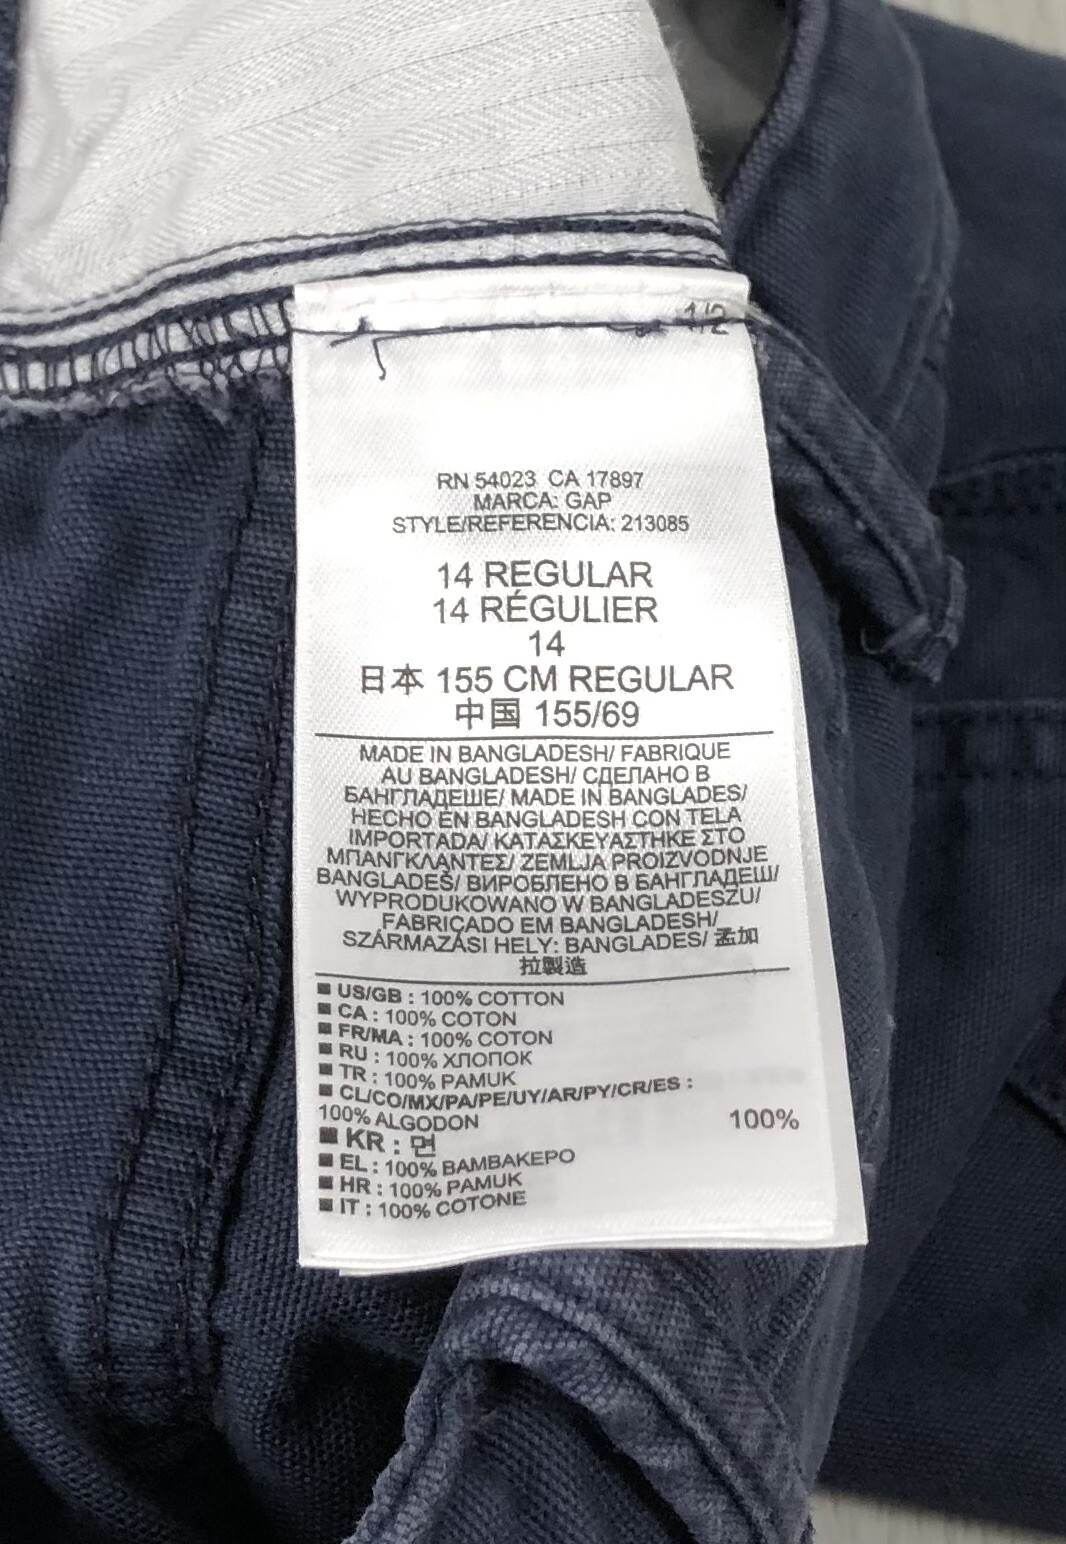 1/2
RN 54023 CA 17897
MARCA: GAP
STYLE/REFERENCIA: 213085
14 REGULAR
14 RÉGULIER
14
日本 155 CM REGULAR
中国 155/69
MADE IN BANGLADESH/ FABRIQUE
AU BANGLADESH/ СДЕЛАНО В
БАНГЛАДЕШЕ/ MADE IN BANGLADES/
HECHO EN BANGLADESH CON TELA
IMPORTADA/ ΚΑΤΑΣΚΕΥΑΣΤΗΚΕ ΣΤΟ
ΜΠΑΝΓΚΛΑΝΤΕΣ/ ZEMLJA PROIZVODNJE
BANGLADEŠ/ ВИРОБЛЕНО В БАНГЛАДЕШ/
WYPRODUKOWANO W BANGLADESZU/
FABRICADO EM BANGLADESH/
SZÁRMAZÁSI HELY: BANGLADES/ 孟加
拉製造
■ US/GB : 100% COTTON
■ CA : 100% COTON
■ FR/MA : 100% COTON
■ RU : 100% ХЛОПОК
■ TR : 100% PAMUK
■ CL/CO/MX/PA/PE/UY/AR/PY/CR/ES :
100% ALGODON
■ KR : 면 100%
■ EL : 100% ΒΑΜΒΑΚΕΡΟ
■ HR : 100% PAMUK
■ IT : 100% COTONE